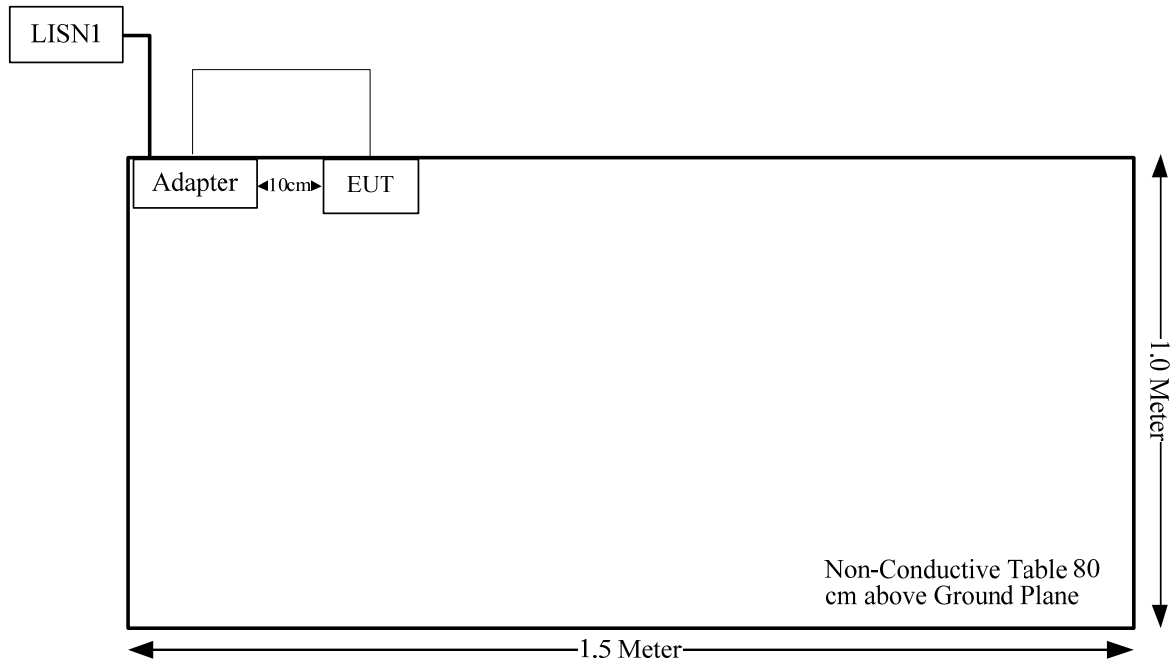 LISN1
Adapter
10cm
EUT
1.0 Meter
Non-Conductive Table 80
cm above Ground Plane
1.5 Meter